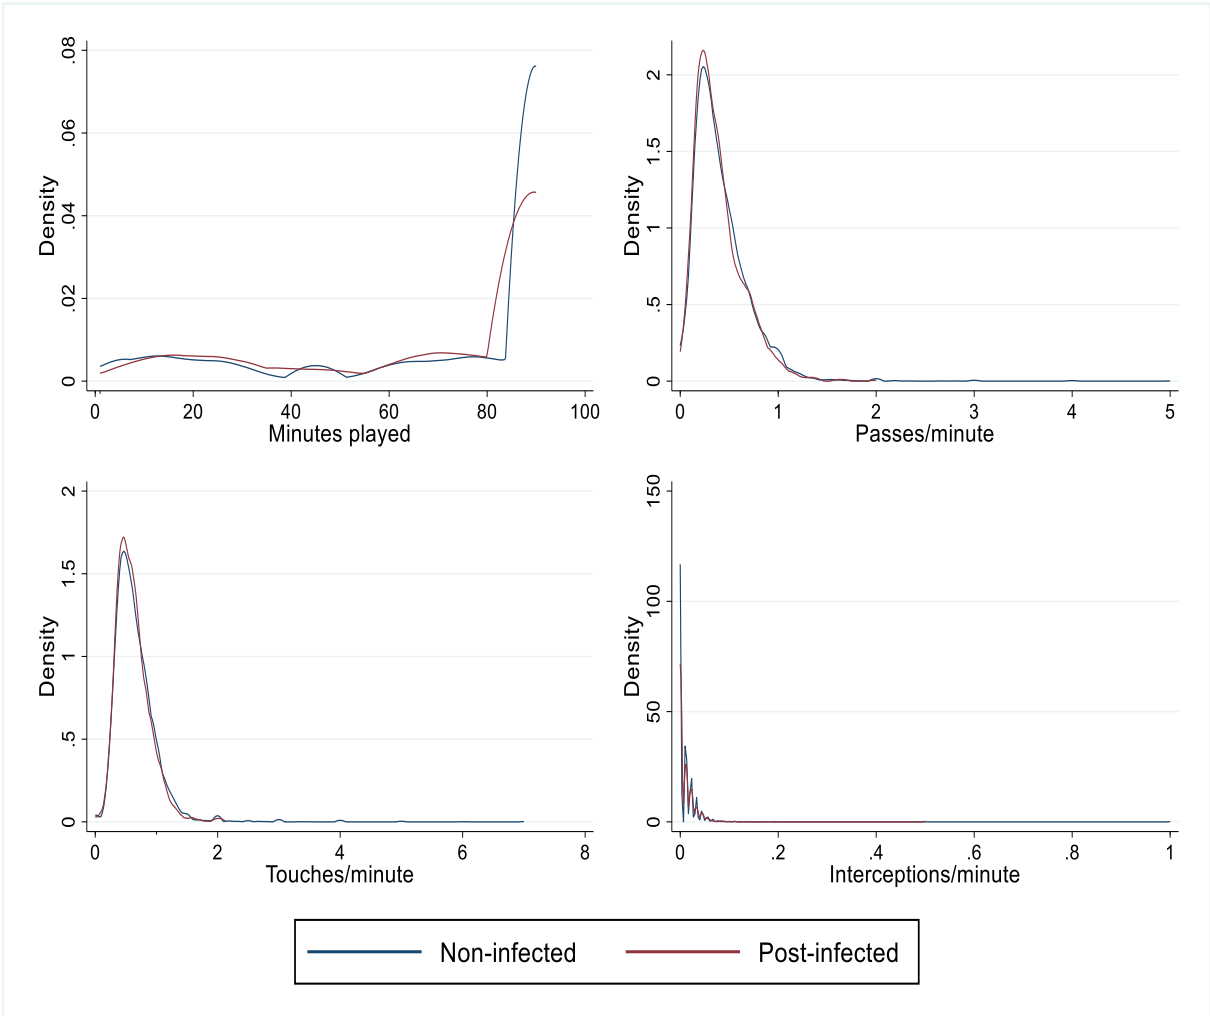 Density
.08
.06
.04
.02
0
0 20 40 60 80 100
Minutes played
Density
2
1.5
1
.5
0
0 1 2 3 4 5
Passes/minute
Density
2
1.5
1
.5
0
0 2 4 6 8
Touches/minute
Density
150
100
50
0
0 .2 .4 .6 .8 1
Interceptions/minute
Non-infected Post-infected